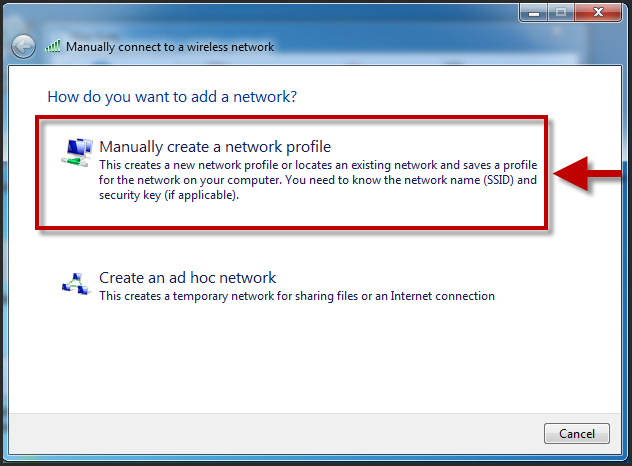 Manually connect to a wireless network
How do you want to add a network?
Manually create a network profile
This creates a new network profile or locates an existing network and saves a profile
for the network on your computer. You need to know the network name (SSID) and
security key (if applicable).
Create an ad hoc network
This creates a temporary network for sharing files or an Internet connection
Cancel